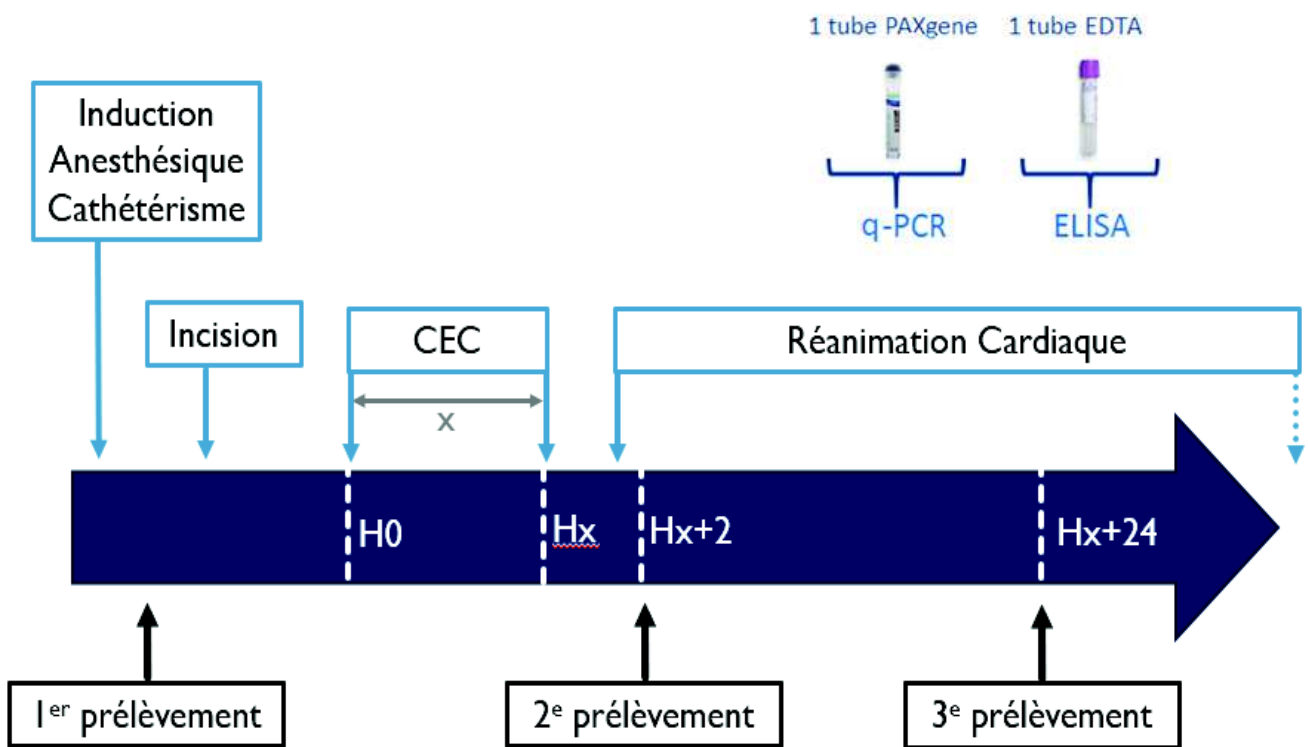 1 tube PAXgene
1 tube EDTA
q-PCR
ELISA
Induction
Anesthésique
Cathétérisme
Incision
CEC
Réanimation Cardiaque
x
H0
Hx
Hx+2
Hx+24
1er prélèvement
2e prélèvement
3e prélèvement